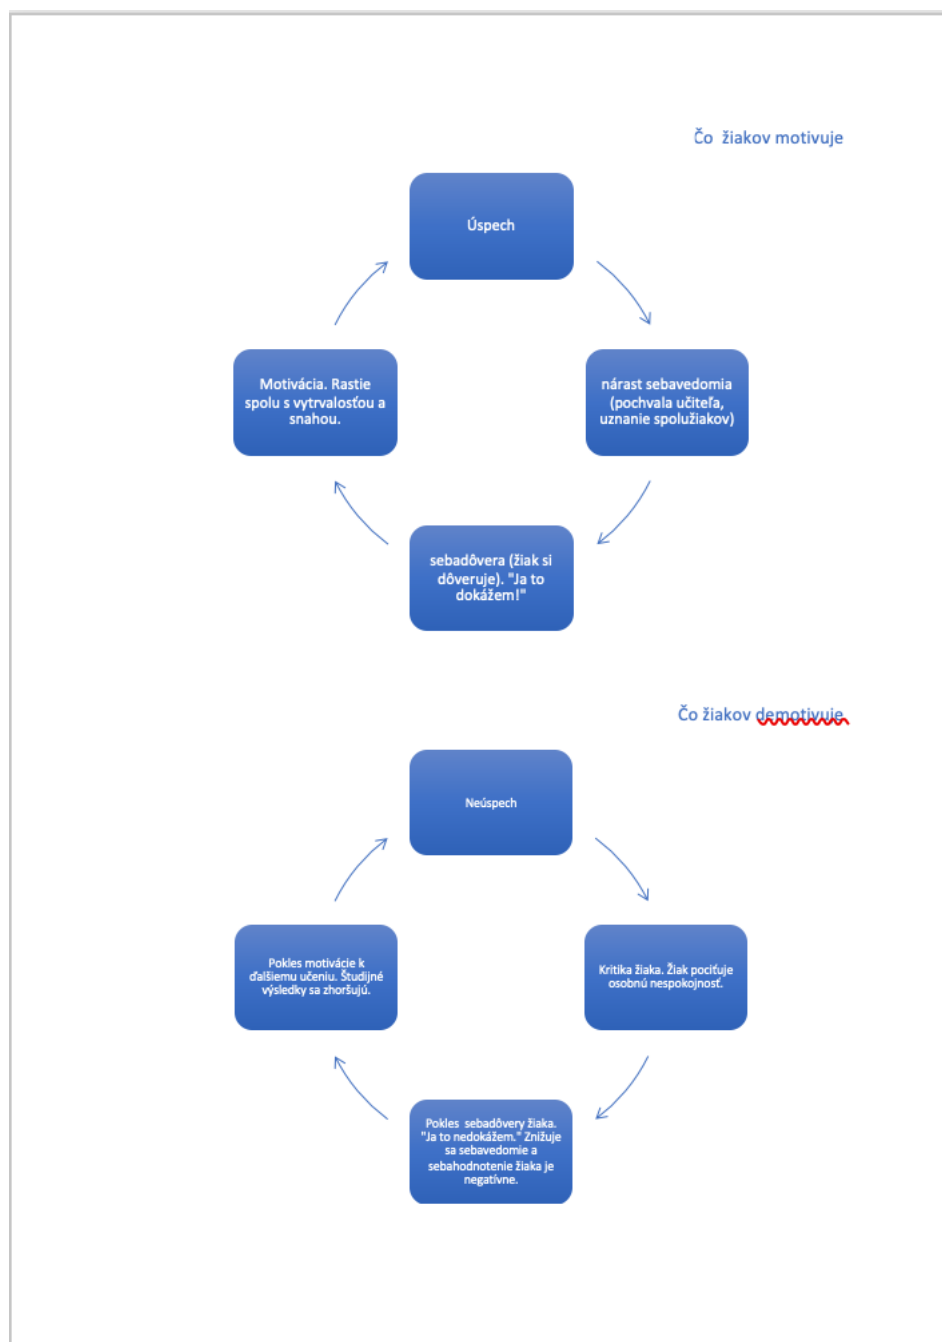 Čo  žiakov motivuje
Úspech
nárast sebavedomia
(pochvala učiteľa,
uznanie spolužiakov)
sebadôvera (žiak si
dôveruje). "Ja to
dokážem!"
Motivácia. Rastie
spolu s vytrvalosťou a
snahou.
Čo žiakov demotivuje
Neúspech
Kritika žiaka. Žiak pociťuje
osobnú nespokojnosť.
Pokles  sebadôvery žiaka.
"Ja to nedokážem." Znižuje
sa sebavedomie a
sebahodnotenie žiaka je
negatívne.
Pokles motivácie k
ďalšiemu učeniu. Študijné
výsledky sa zhoršujú.